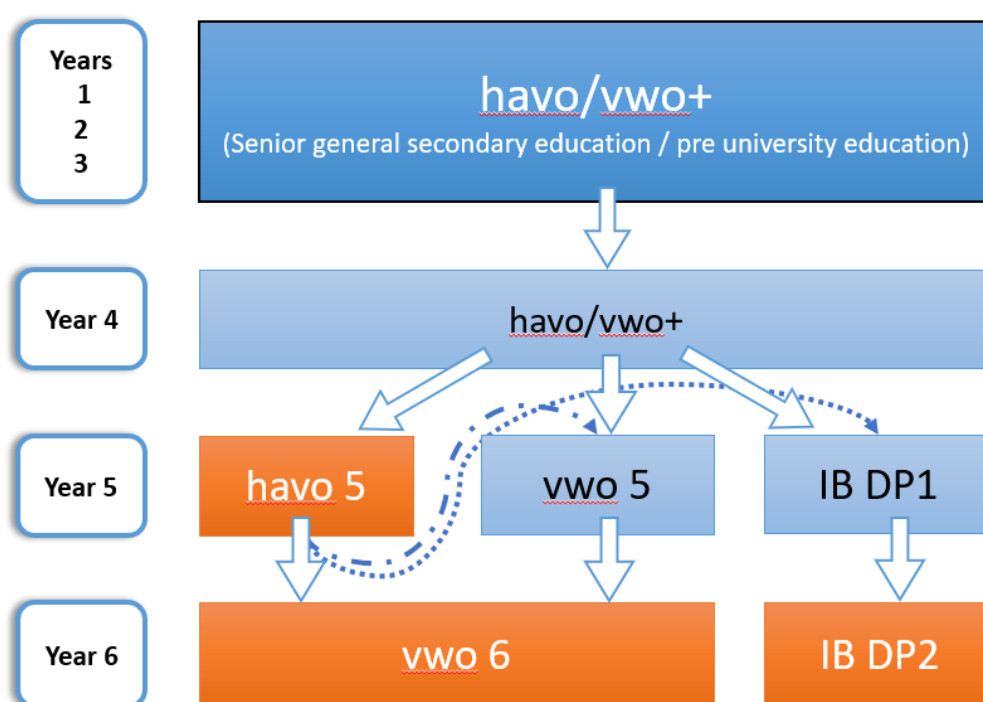 Years
1
2
3
havo/vwo+
(Senior general secondary education / pre university education)
Year 4
havo/vwo+
Year 5
havo 5
vwo 5
IB DP1
Year 6
vwo 6
IB DP2